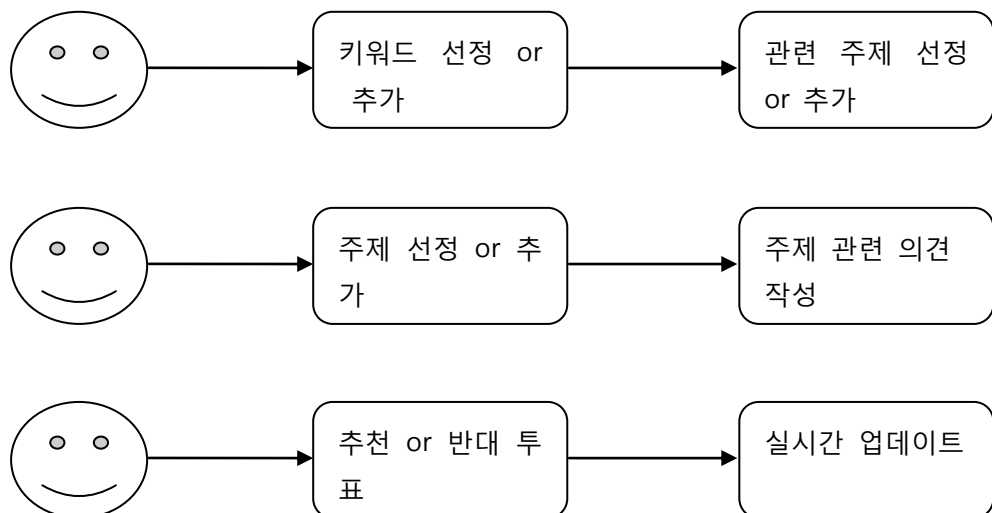 키워드 선정 or
추가
관련 주제 선정
or 추가
주제 선정 or 추
가
주제 관련 의견
작성
추천 or 반대 투
표
실시간 업데이트